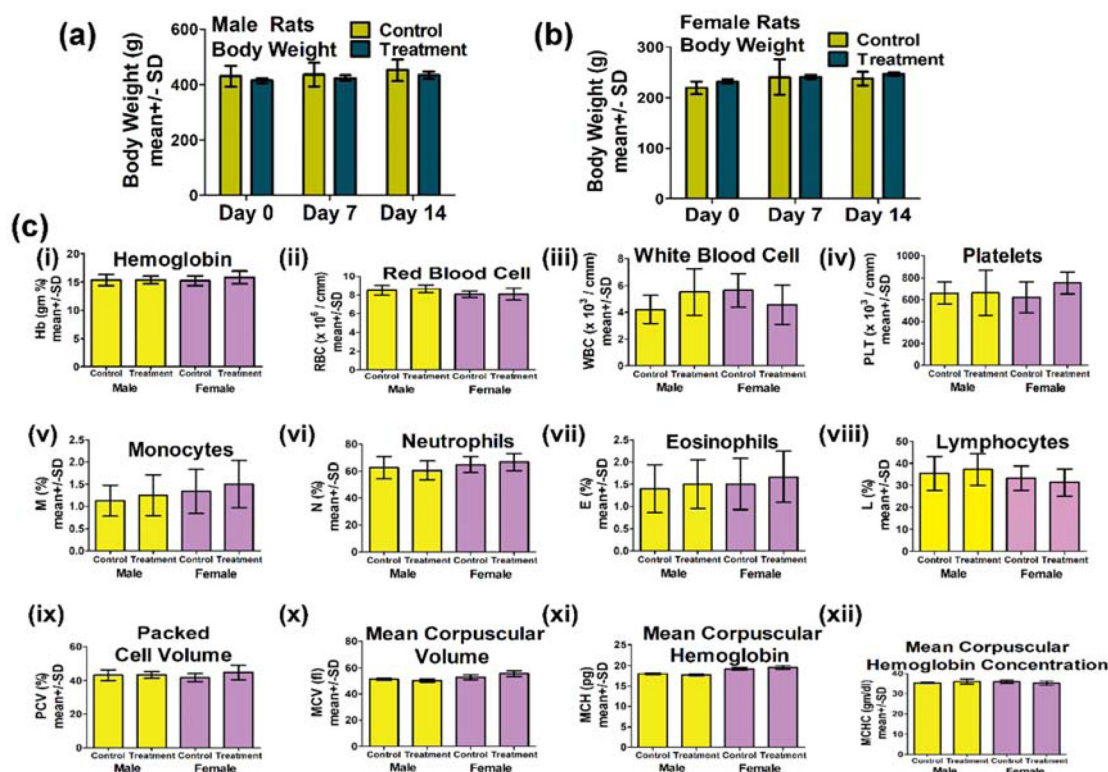 (a)
Male Rats
Body Weight
Control
Treatment
Body Weight (g)
mean+/- SD
600
400
200
0
Day 0 Day 7 Day 14
(b)
Female Rats
Body Weight
Control
Treatment
Body Weight (g)
mean+/- SD
300
200
100
0
Day 0 Day 7 Day 14
(c)
(i)
Hemoglobin
Hb (gm %)
mean+/-SD
20
15
10
5
0
Control Treatment Control Treatment
Male Female
(ii)
Red Blood Cell
RBC (x 10⁶ / cmm)
mean+/-SD
10
8
6
4
2
0
Control Treatment Control Treatment
Male Female
(iii)
White Blood Cell
WBC (x 10³ / cmm)
mean+/-SD
8
6
4
2
0
Control Treatment Control Treatment
Male Female
(iv)
Platelets
PLT (x 10³ / cmm)
mean+/-SD
1000
800
600
400
200
0
Control Treatment Control Treatment
Male Female
(v)
Monocytes
M (%)
mean+/-SD
2.5
2.0
1.5
1.0
0.5
0.0
Control Treatment Control Treatment
Male Female
(vi)
Neutrophils
N (%)
mean+/-SD
80
60
40
20
0
Control Treatment Control Treatment
Male Female
(vii)
Eosinophils
E (%)
mean+/-SD
2.5
2.0
1.5
1.0
0.5
0.0
Control Treatment Control Treatment
Male Female
(viii)
Lymphocytes
L (%)
mean+/-SD
50
40
30
20
10
0
Control Treatment Control Treatment
Male Female
(ix)
Packed
Cell Volume
PCV (%)
mean+/-SD
60
40
20
0
Control Treatment Control Treatment
Male Female
(x)
Mean Corpuscular
Volume
MCV (fl)
mean+/-SD
80
60
40
20
0
Control Treatment Control Treatment
Male Female
(xi)
Mean Corpuscular
Hemoglobin
MCH (pg)
mean+/-SD
25
20
15
10
5
0
Control Treatment Control Treatment
Male Female
(xii)
Mean Corpuscular
Hemoglobin Concentration
MCHC (gm/dl)
mean+/-SD
40
30
20
10
0
Control Treatment Control Treatment
Male Female